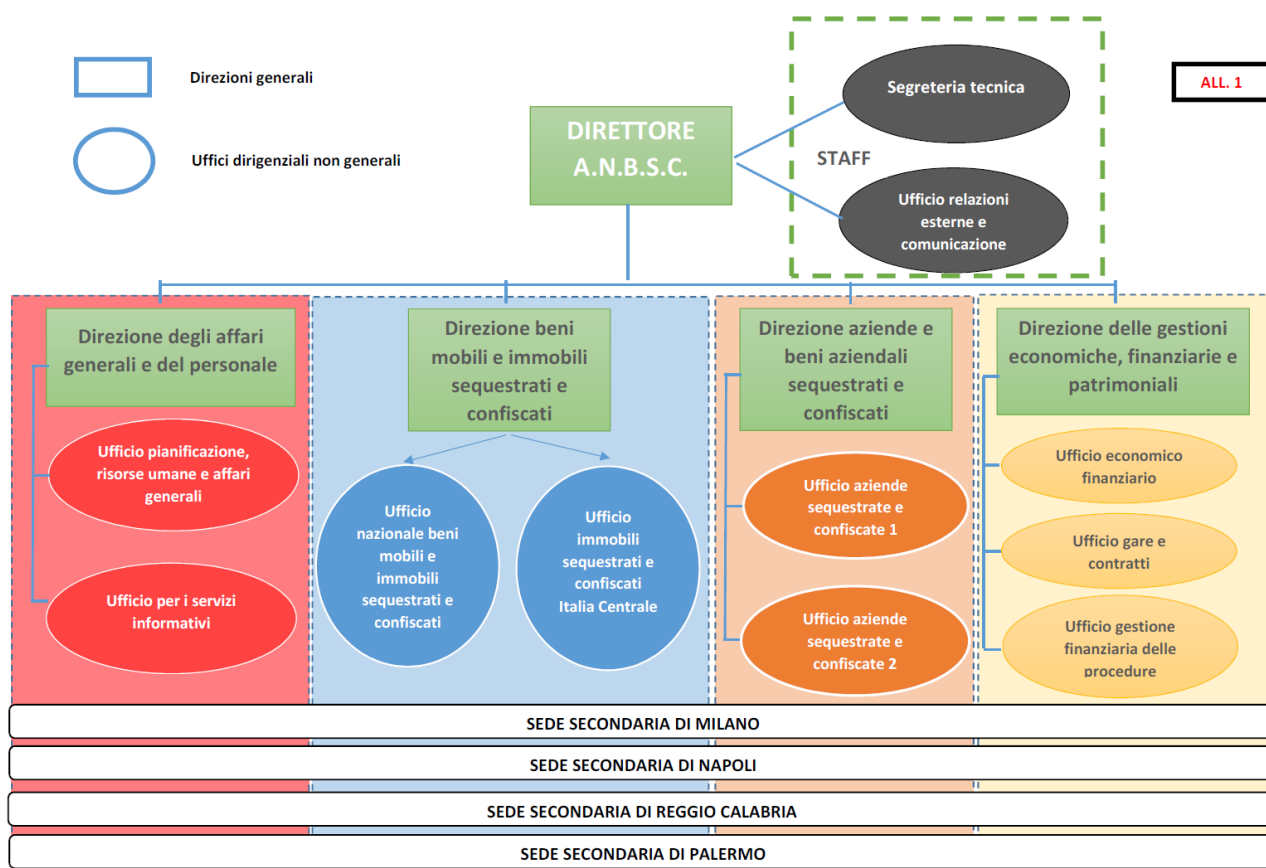 Direzioni generali
Uffici dirigenziali non generali
DIRETTORE
A.N.B.S.C.
STAFF
Segreteria tecnica
Ufficio relazioni
esterne e
comunicazione
ALL. 1
Direzione degli affari
generali e del personale
Ufficio pianificazione,
risorse umane e affari
generali
Ufficio per i servizi
informativi
Direzione beni
mobili e immobili
sequestrati e
confiscati
Ufficio
nazionale beni
mobili e
immobili
sequestrati e
confiscati
Ufficio
immobili
sequestrati e
confiscati
Italia Centrale
Direzione aziende e
beni aziendali
sequestrati e
confiscati
Ufficio aziende
sequestrate e
confiscate 1
Ufficio aziende
sequestrate e
confiscate 2
Direzione delle gestioni
economiche, finanziarie e
patrimoniali
Ufficio economico
finanziario
Ufficio gare e
contratti
Ufficio gestione
finanziaria delle
procedure
SEDE SECONDARIA DI MILANO
SEDE SECONDARIA DI NAPOLI
SEDE SECONDARIA DI REGGIO CALABRIA
SEDE SECONDARIA DI PALERMO